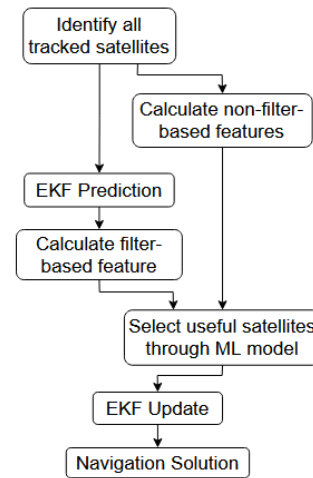 Identify all
tracked satellites
Calculate non-filter-
based features
EKF Prediction
Calculate filter-
based feature
Select useful satellites
through ML model
EKF Update
Navigation Solution